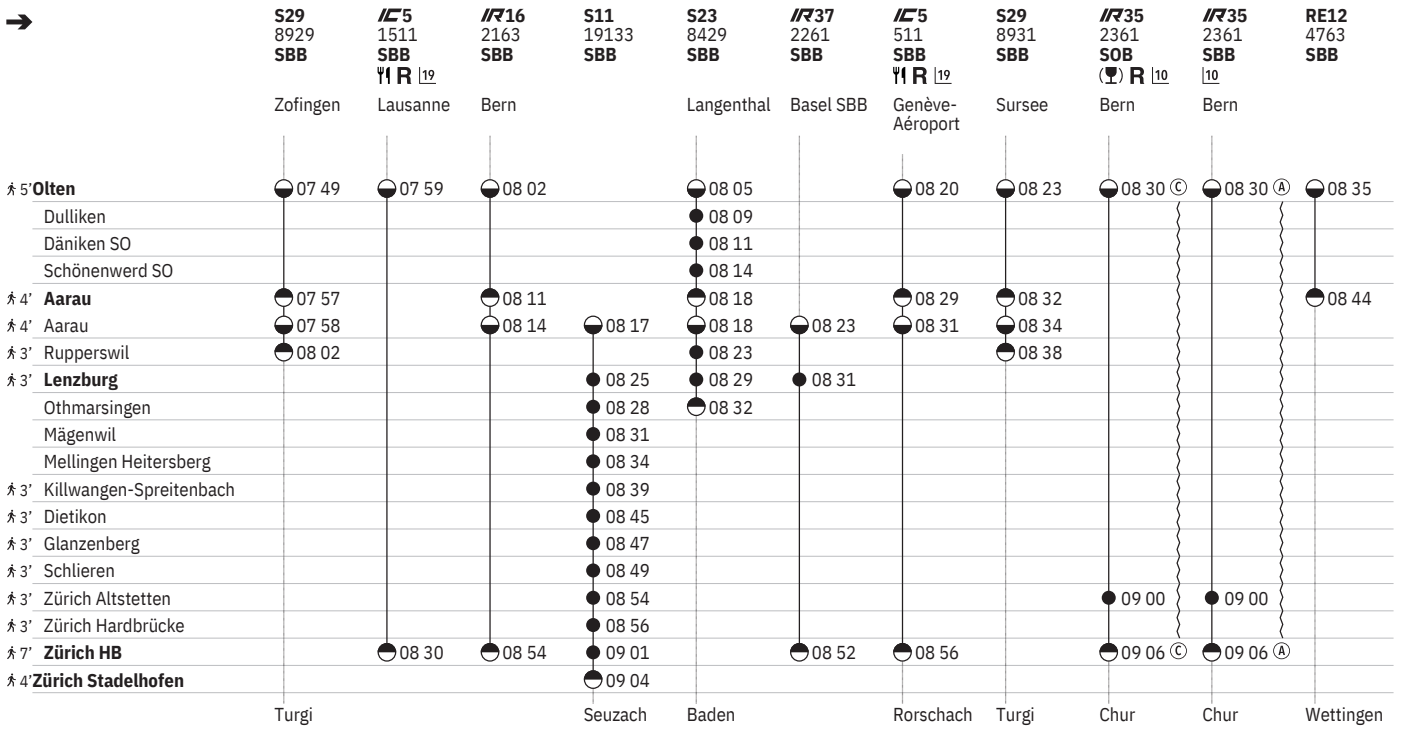 S29 IC5 IR16 S11 S23 IR37 IC5 S29 IR35 IR35 RE12
8929 1511 2163 19133 8429 2261 511 8931 2361 2361 4763
SBB SBB SBB SBB SBB SBB SBB SBB SOB SBB SBB
R 19 R 19 R 10 10
Zofingen Lausanne Bern Langenthal Basel SBB Genève- Sursee Bern Bern
Aéroport
5’ Olten 07 49 07 59 08 02 08 05 08 20 08 23 08 30 C 08 30 A 08 35
Dulliken 08 09
Däniken SO 08 11
Schönenwerd SO 08 14
4’ Aarau 07 57 08 11 08 18 08 29 08 32 08 44
4’ Aarau 07 58 08 14 08 17 08 18 08 23 08 31 08 34
3’ Rupperswil 08 02 08 23 08 38
3’ Lenzburg 08 25 08 29 08 31
Othmarsingen 08 28 08 32
Mägenwil 08 31
Mellingen Heitersberg 08 34
3’ Killwangen-Spreitenbach 08 39
3’ Dietikon 08 45
3’ Glanzenberg 08 47
3’ Schlieren 08 49
3’ Zürich Altstetten 08 54 09 00 09 00
3’ Zürich Hardbrücke 08 56
7’ Zürich HB 08 30 08 54 09 01 08 52 08 56 09 06 C 09 06 A
4’ Zürich Stadelhofen 09 04
Turgi Seuzach Baden Rorschach Turgi Chur Chur Wettingen